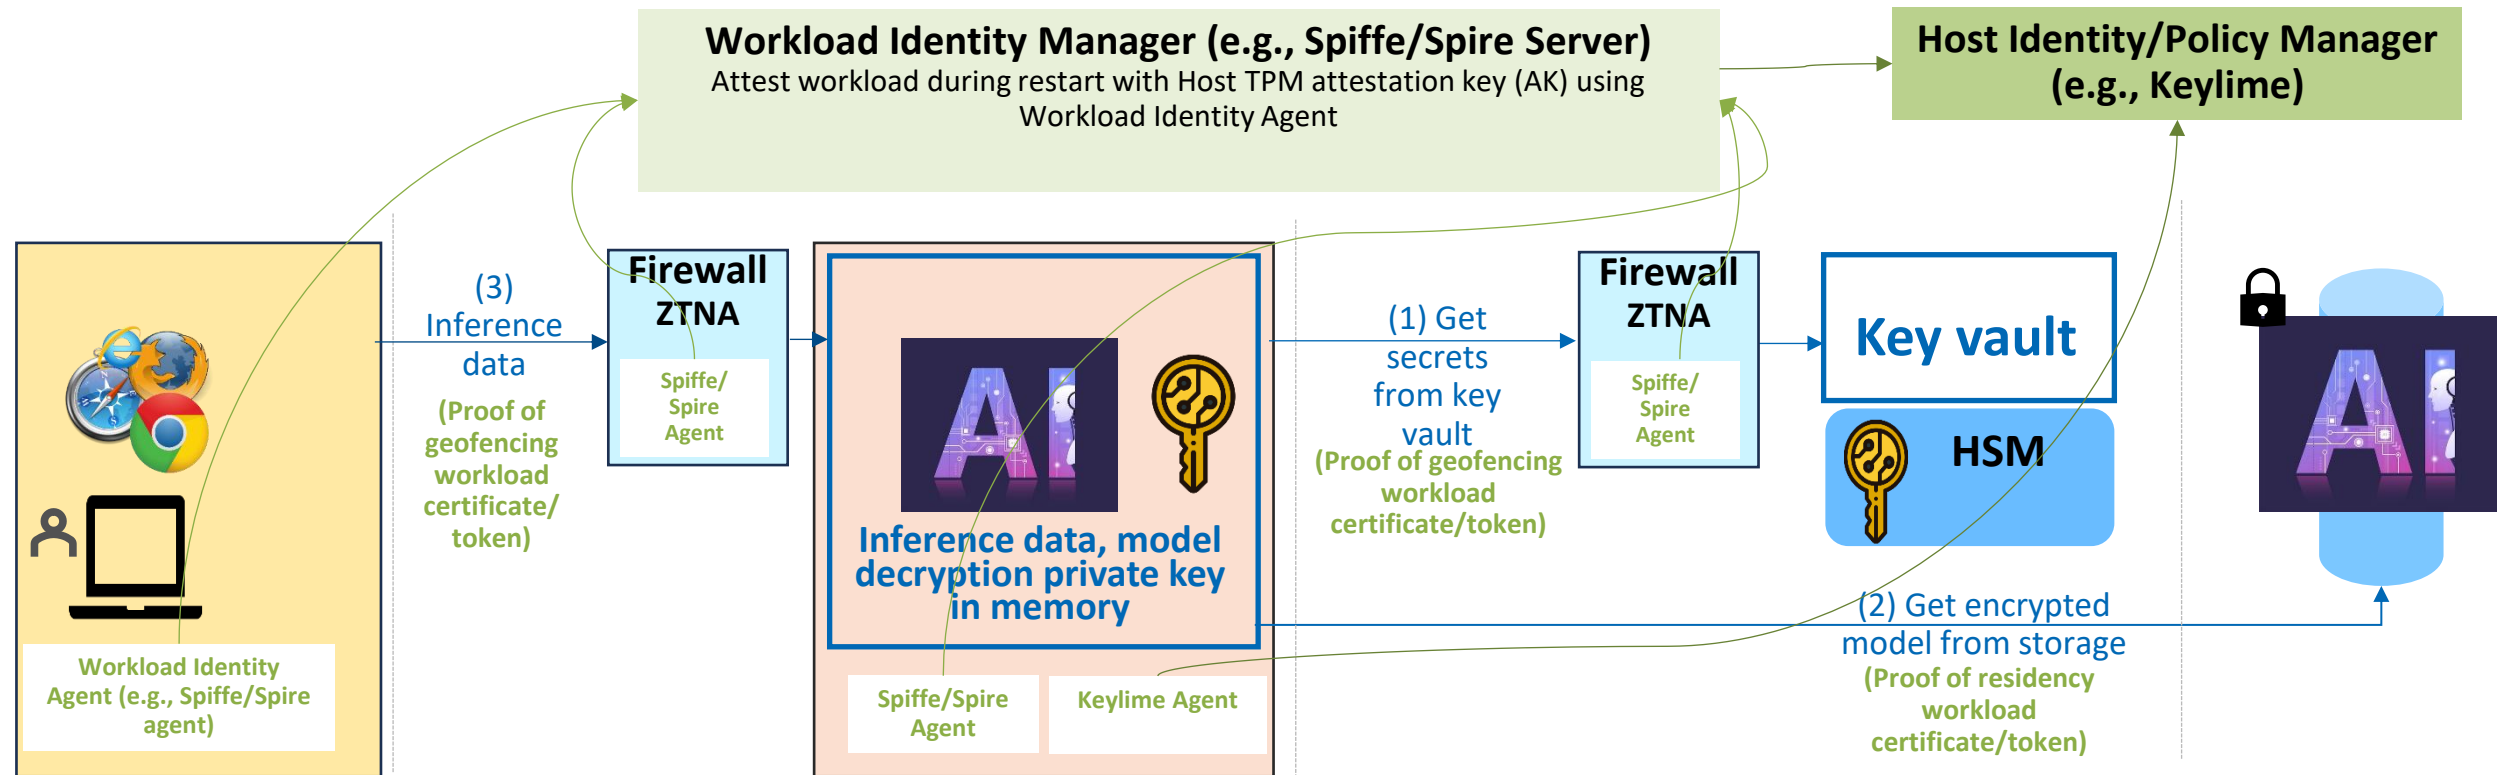 Workload Identity Manager (e.g., Spiffe/Spire Server)
Attest workload during restart with Host TPM attestation key (AK) using
Workload Identity Agent
Host Identity/Policy Manager
(e.g., Keylime)
(3)
Inference
data
(Proof of
geofencing
workload
certificate/
token)
Workload Identity
Agent (e.g., Spiffe/Spire
agent)
Firewall
ZTNA
Spiffe/
Spire
Agent
AI
Inference data, model
decryption private key
in memory
Spiffe/Spire
Agent
Keylime Agent
(1) Get
secrets
from key
vault
(Proof of geofencing
workload
certificate/token)
Firewall
ZTNA
Spiffe/
Spire
Agent
Key vault
HSM
(2) Get encrypted
model from storage
(Proof of residency
workload
certificate/token)
AI